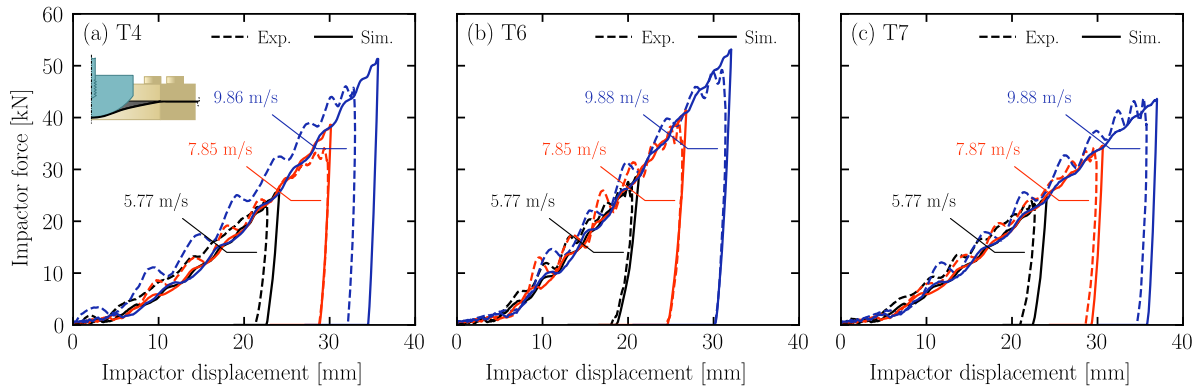 Impactor force [kN]
60
50
40
30
20
10
0
(a) T4
Exp.
Sim.
9.86 m/s
7.85 m/s
5.77 m/s
0 10 20 30 40
Impactor displacement [mm]
(b) T6
Exp.
Sim.
9.88 m/s
7.85 m/s
5.77 m/s
0 10 20 30 40
Impactor displacement [mm]
(c) T7
Exp.
Sim.
9.88 m/s
7.87 m/s
5.77 m/s
0 10 20 30 40
Impactor displacement [mm]